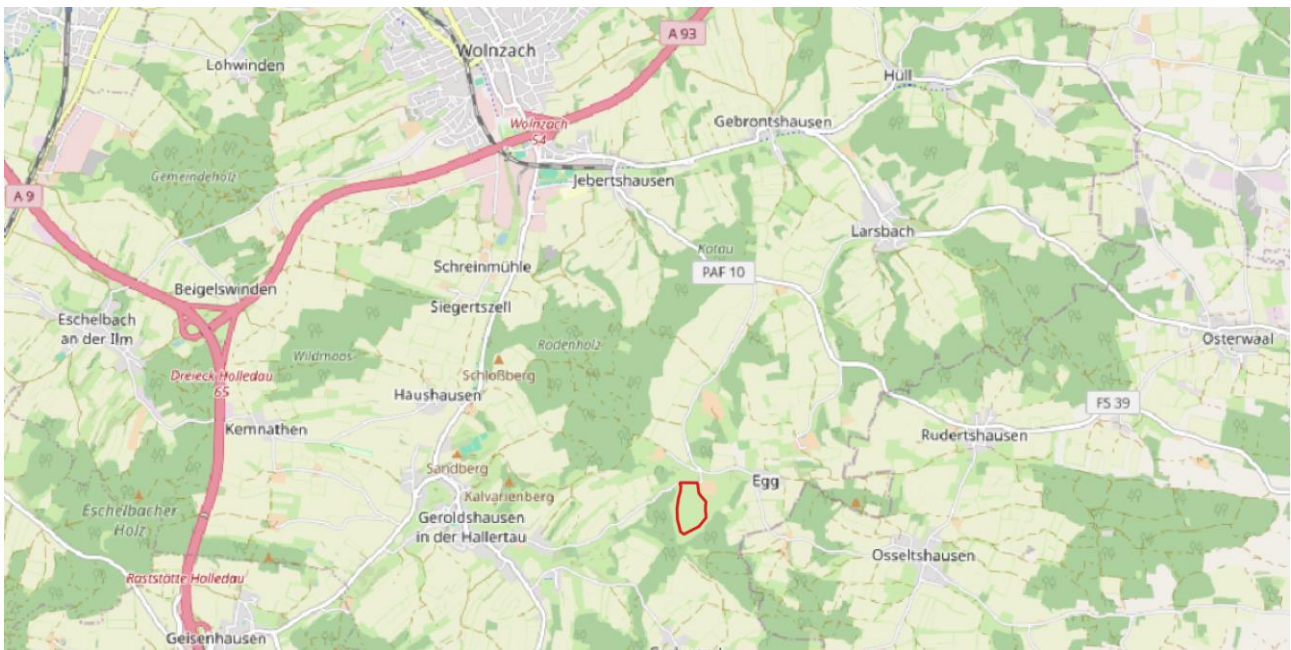 A 93
Wolnzach
Lohwinden
Hüll
Gebrontshausen
Wolnzach
54
Gemeindeholz
Jebertshausen
A 9
Larsbach
Kotau
Schreinmühle
PAF 10
Beigelswinden
Siegertszell
Eschelbach
an der Ilm
Osterwaal
Rodenholz
Wildmoos
Schloßberg
Dreieck Holledau
65
Haushausen
FS 39
Kemnathen
Rudertshausen
Sandberg
Egg
Kalvarienberg
Eschelbacher
Holz
Geroldshausen
in der Hallertau
Osseltshausen
Raststätte Holledau
Geisenhausen